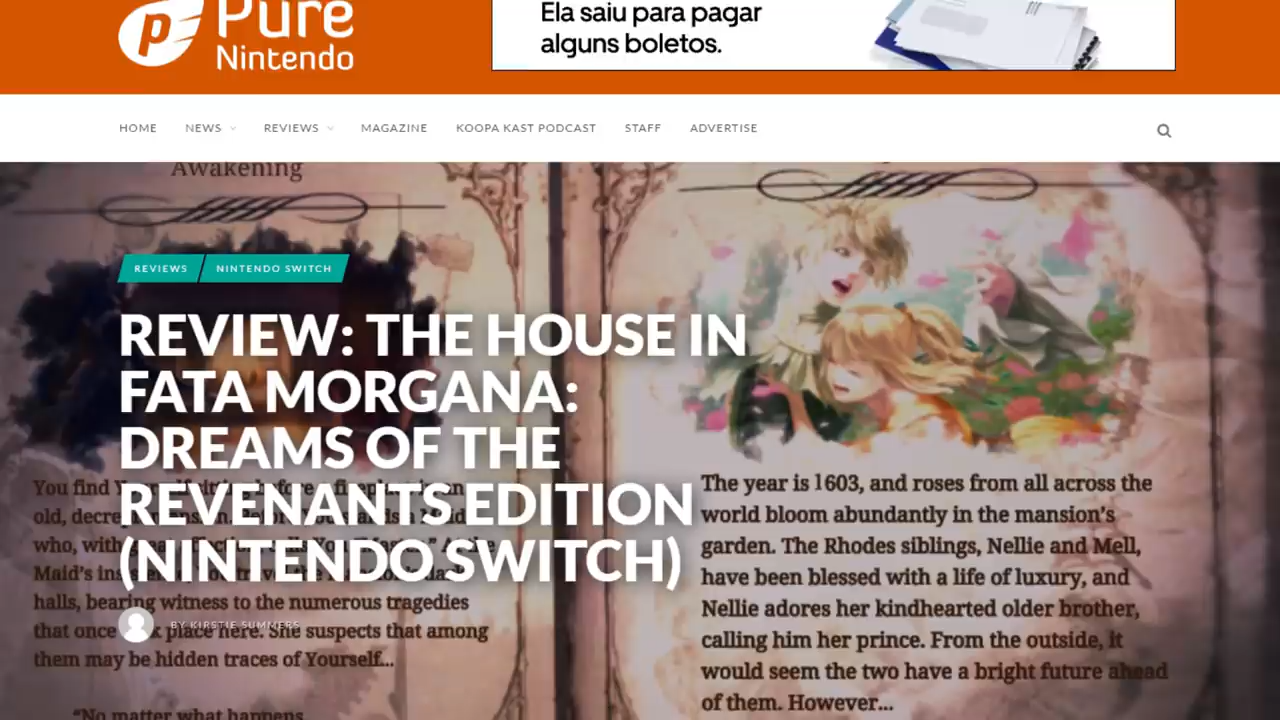 Pure
Nintendo
Ela saiu para pagar
alguns boletos.
HOME NEWS REVIEWS MAGAZINE KOOPA KAST PODCAST STAFF ADVERTISE
Awakening
REVIEWS NINTENDO SWITCH
REVIEW: THE HOUSE IN
FATA MORGANA:
DREAMS OF THE
REVENANTS EDITION
(NINTENDO SWITCH)
BY KIRSTIE SUMMERS
You find
old,
who, with
Maid's
halls, bearing witness to the numerous tragedies
that once place here. She suspects that among
them may be hidden traces of Yourself...
"No matter what happens
The year is 1603, and roses from all across the
world bloom abundantly in the mansion's
garden. The Rhodes siblings, Nellie and Mell,
have been blessed with a life of luxury, and
Nellie adores her kindhearted older brother,
calling him her prince. From the outside, it
would seem the two have a bright future ahead
of them. However...